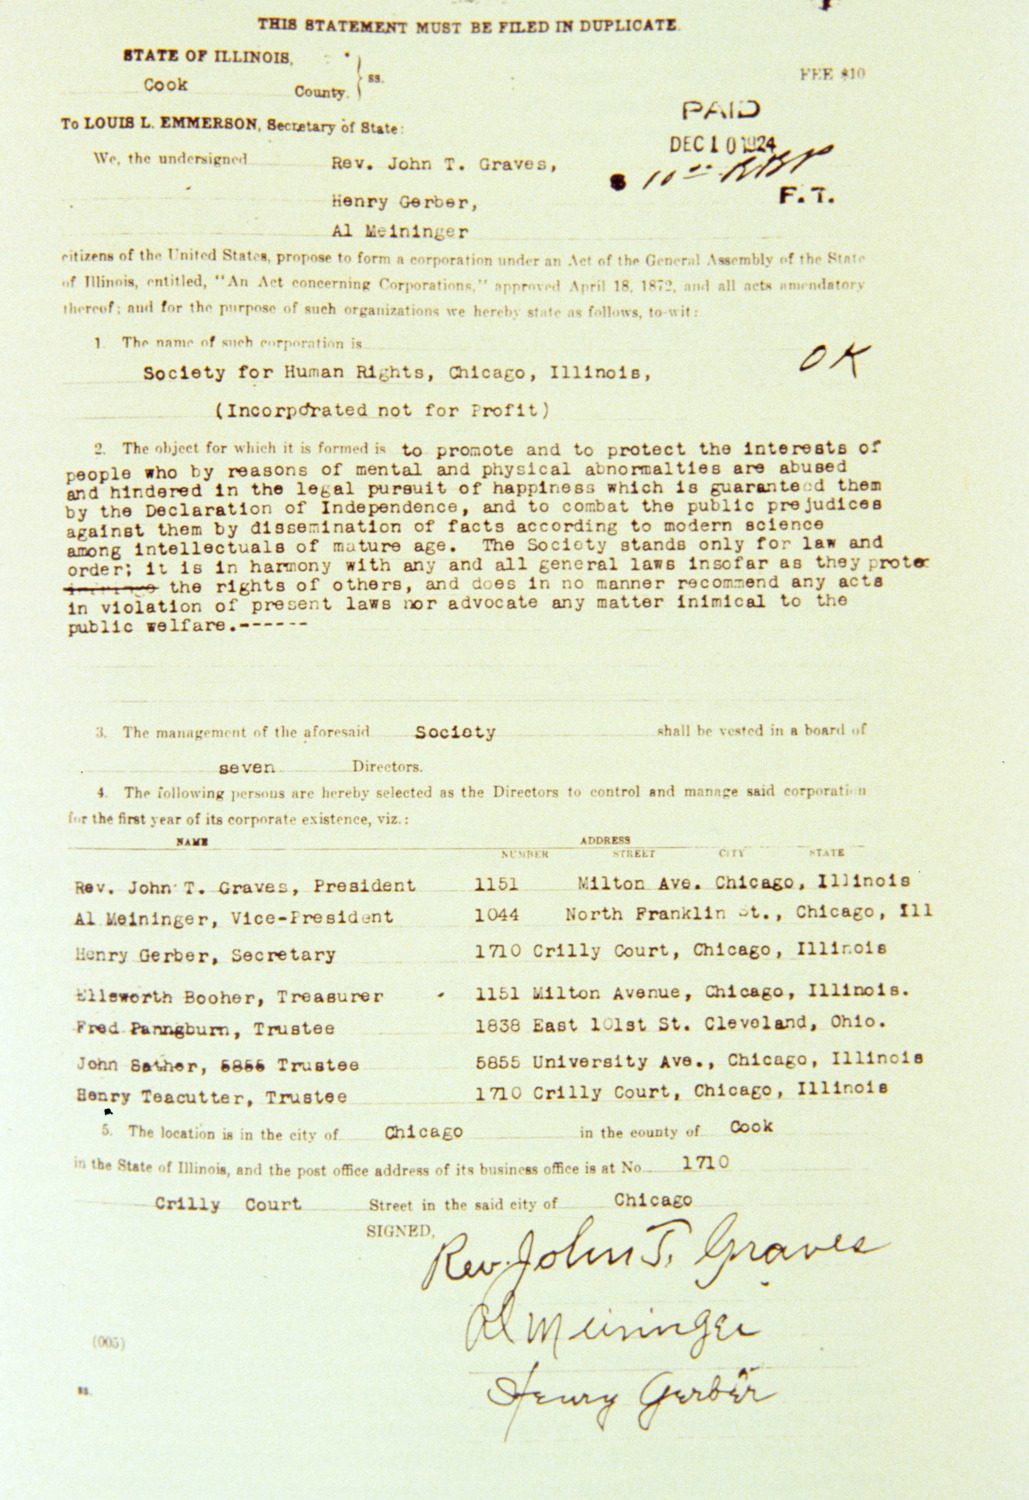 THIS STATEMENT MUST BE FILED IN DUPLICATE.
STATE OF ILLINOIS,
Cook County. } ss.
FEE $10
To LOUIS L. EMMERSON, Secretary of State:
PAID
DEC 10 1924
We, the undersigned Rev. John T. Graves,
F. T.
Henry Gerber,
Al Meininger
citizens of the United States, propose to form a corporation under an Act of the General Assembly of the State
of Illinois, entitled, "An Act concerning Corporations," approved April 18, 1872, and all acts amendatory
thereof; and for the purpose of such organizations we hereby state as follows, to-wit:
1. The name of such corporation is
OK
Society for Human Rights, Chicago, Illinois,
(Incorporated not for Profit)
2. The object for which it is formed is to promote and to protect the interests of
people who by reasons of mental and physical abnormalties are abused
and hindered in the legal pursuit of happiness which is guaranteed them
by the Declaration of Independence, and to combat the public prejudices
against them by dissemination of facts according to modern science
among intellectuals of mature age. The Society stands only for law and
order; it is in harmony with any and all general laws insofar as they protec
the rights of others, and does in no manner recommend any acts
in violation of present laws nor advocate any matter inimical to the
public welfare.------
3. The management of the aforesaid Society shall be vested in a board of
seven Directors.
4. The following persons are hereby selected as the Directors to control and manage said corporation
for the first year of its corporate existence, viz.:
NAME ADDRESS
NUMBER STREET CITY STATE
Rev. John T. Graves, President 1151 Milton Ave. Chicago, Illinois
Al Meininger, Vice-President 1044 North Franklin St., Chicago, Ill
Henry Gerber, Secretary 1710 Crilly Court, Chicago, Illinois
Ellsworth Booher, Treasurer 1151 Milton Avenue, Chicago, Illinois.
Fred Panngburn, Trustee 1838 East 101st St. Cleveland, Ohio.
John Sather, 5855 Trustee 5855 University Ave., Chicago, Illinois
Henry Teacutter, Trustee 1710 Crilly Court, Chicago, Illinois
5. The location is in the city of Chicago in the county of Cook
in the State of Illinois, and the post office address of its business office is at No. 1710
Crilly Court Street in the said city of Chicago
SIGNED,
Rev. John T. Graves
Al Meininger
(005)
ss.
Henry Gerber